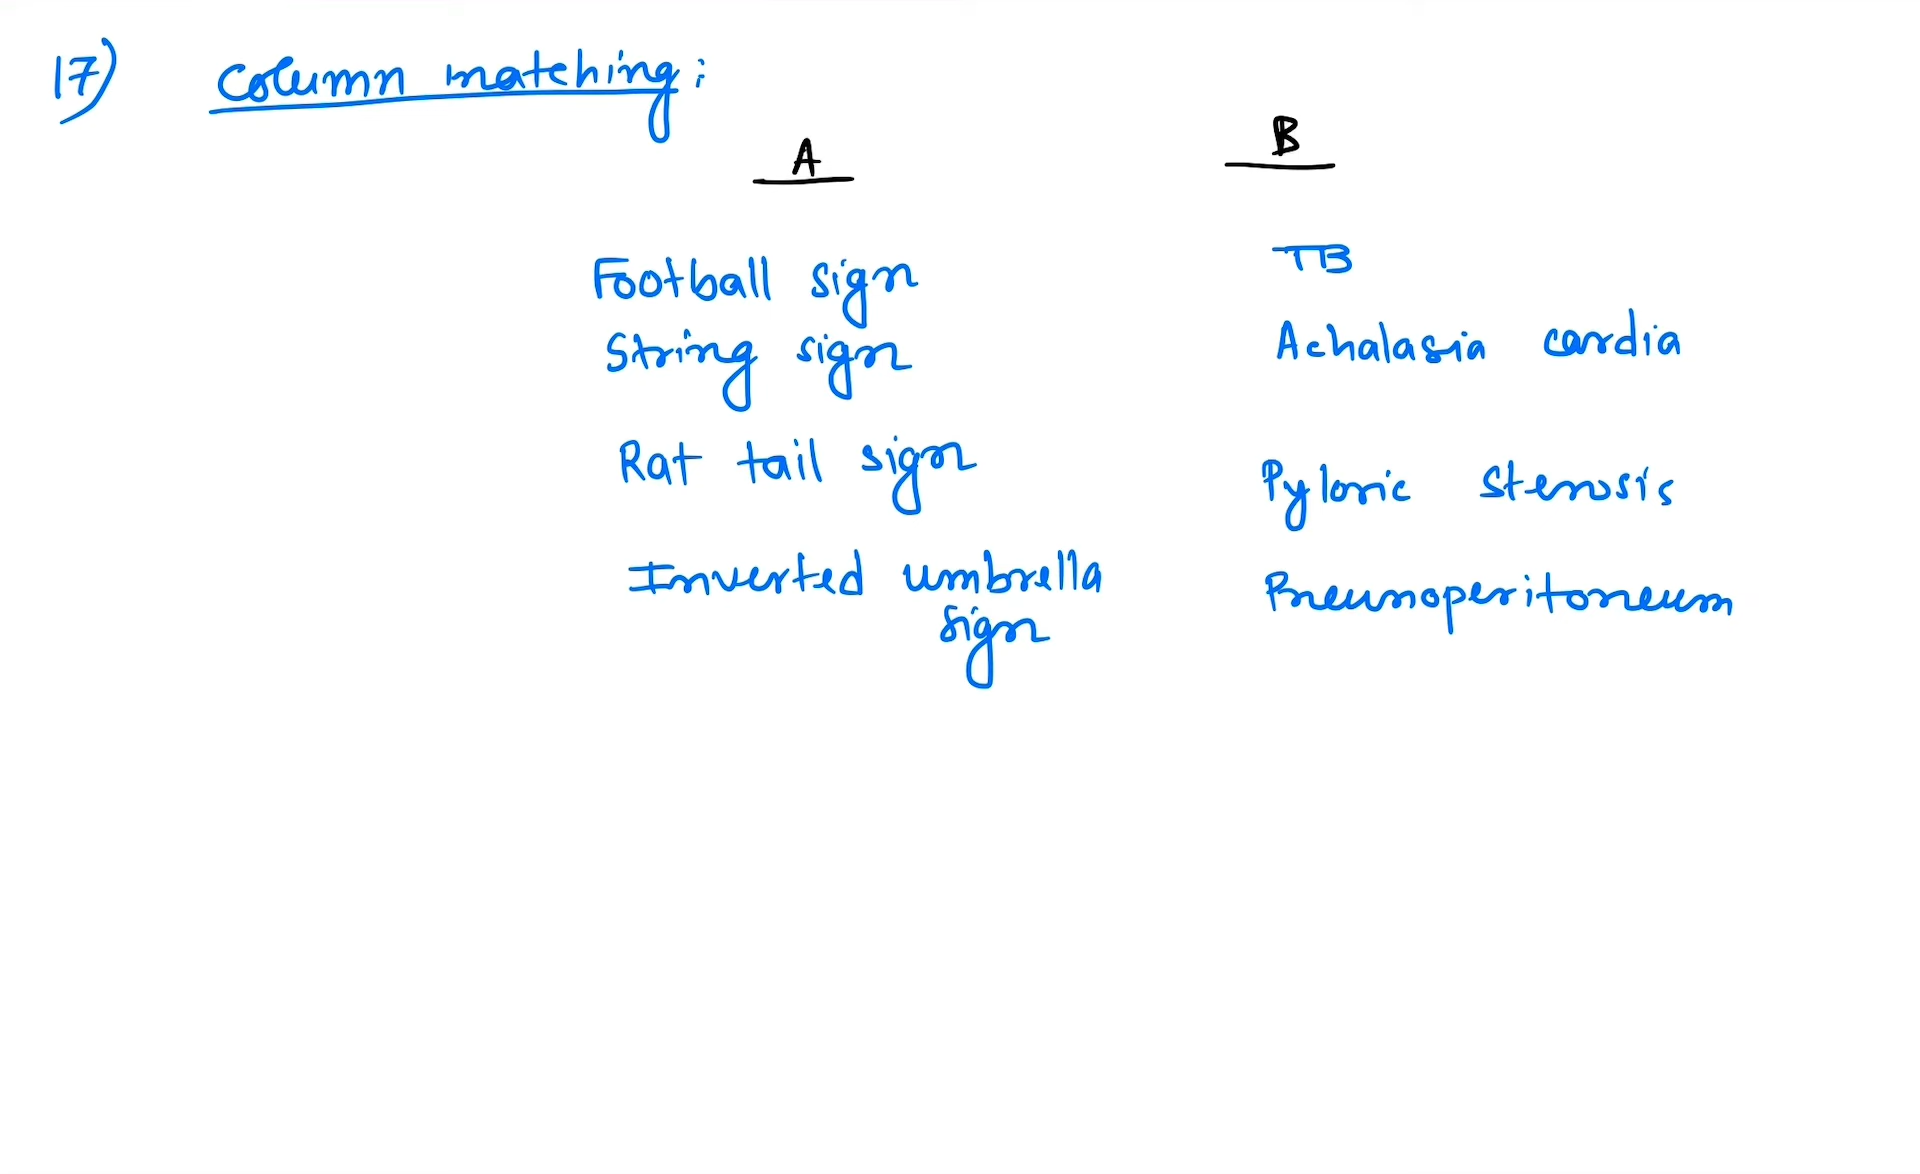 17) Column matching:
A
B
Football sign
TB
String sign
Achalasia cardia
Rat tail sign
Pyloric stenosis
Inverted umbrella
sign
Pneumoperitoneum